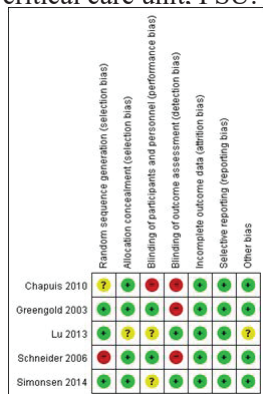 critical care unit, PSU:
Random sequence generation (selection bias)
Allocation concealment (selection bias)
Blinding of participants and personnel (performance bias)
Blinding of outcome assessment (detection bias)
Incomplete outcome data (attrition bias)
Selective reporting (reporting bias)
Other bias
Chapuis 2010 ? + - - + + +
Greengold 2003 + + + - + + +
Lu 2013 + ? ? + + + ?
Schneider 2006 - + + - + + +
Simonsen 2014 + + ? + + + +